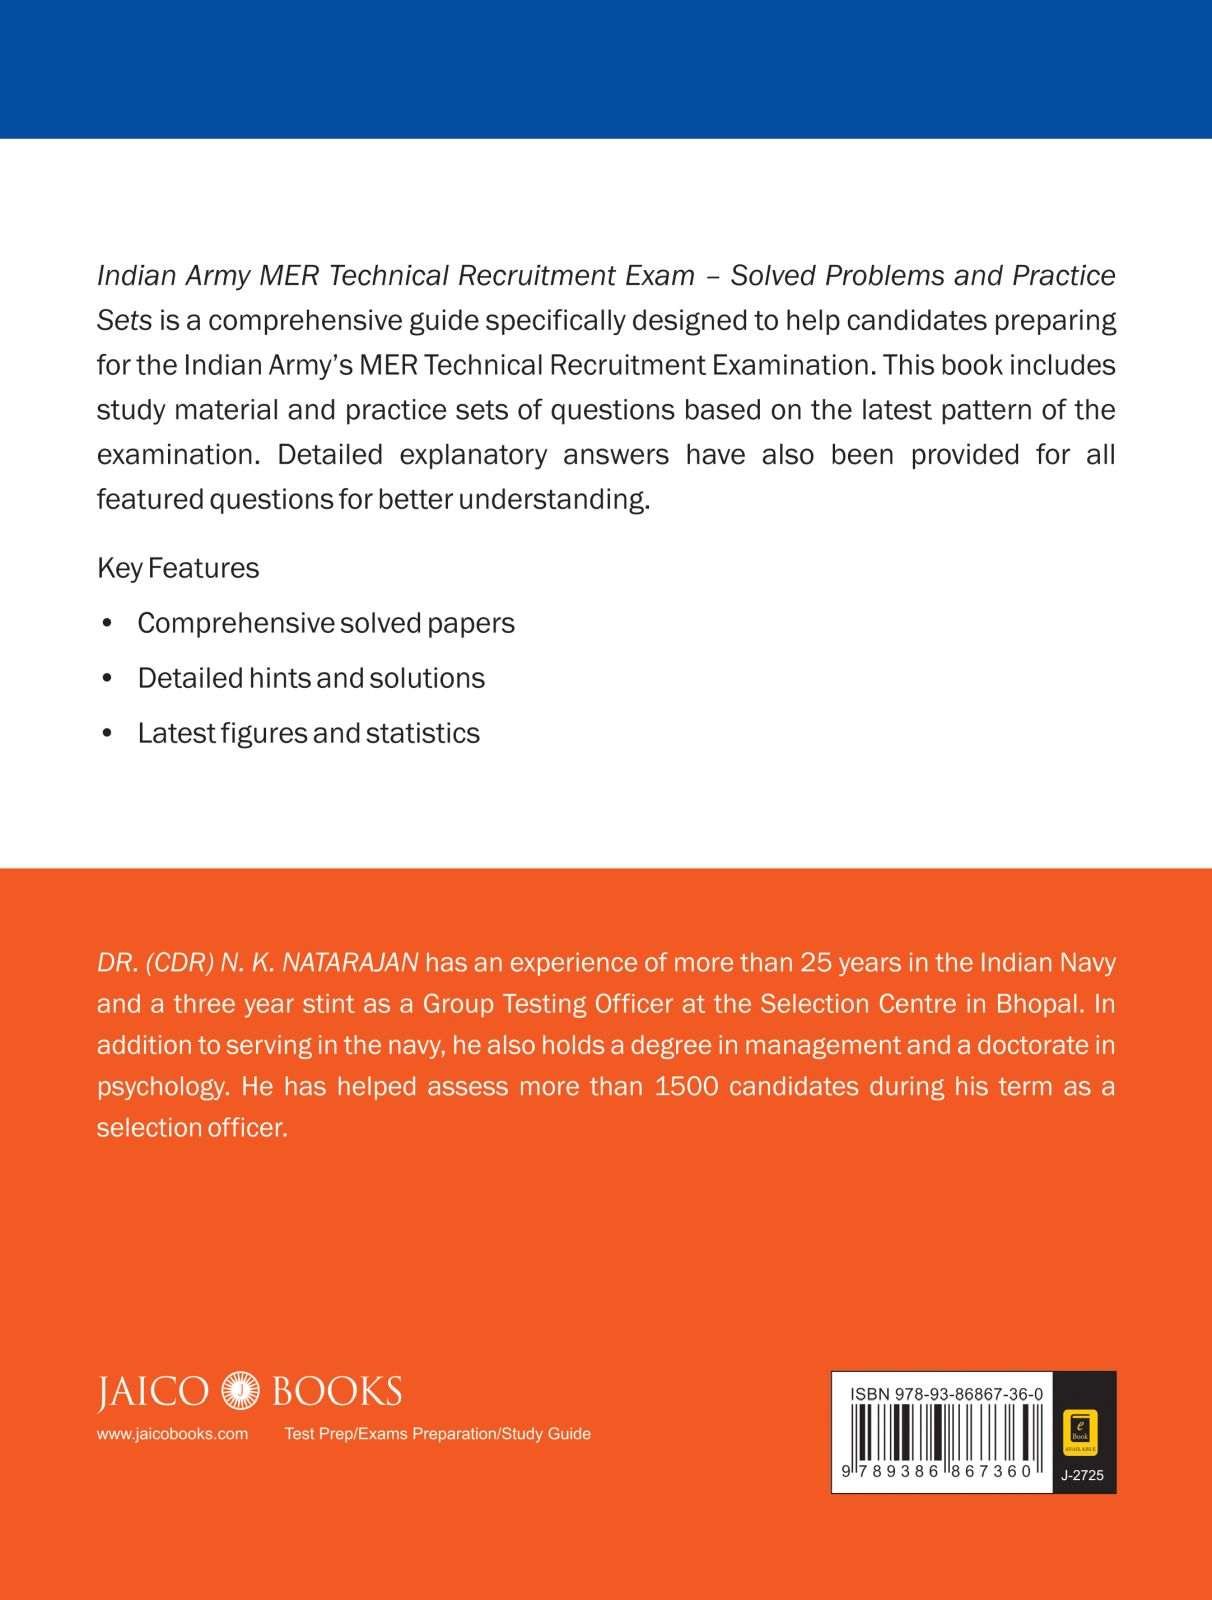 Indian Army MER Technical Recruitment Exam – Solved Problems and Practice
Sets is a comprehensive guide specifically designed to help candidates preparing
for the Indian Army’s MER Technical Recruitment Examination. This book includes
study material and practice sets of questions based on the latest pattern of the
examination. Detailed explanatory answers have also been provided for all
featured questions for better understanding.
Key Features
• Comprehensive solved papers
• Detailed hints and solutions
• Latest figures and statistics
DR. (CDR) N. K. NATARAJAN has an experience of more than 25 years in the Indian Navy
and a three year stint as a Group Testing Officer at the Selection Centre in Bhopal. In
addition to serving in the navy, he also holds a degree in management and a doctorate in
psychology. He has helped assess more than 1500 candidates during his term as a
selection officer.
JAICO J BOOKS
www.jaicobooks.com Test Prep/Exams Preparation/Study Guide
ISBN 978-93-86867-36-0
9 789386 867360
e
Book
AVAILABLE
J-2725